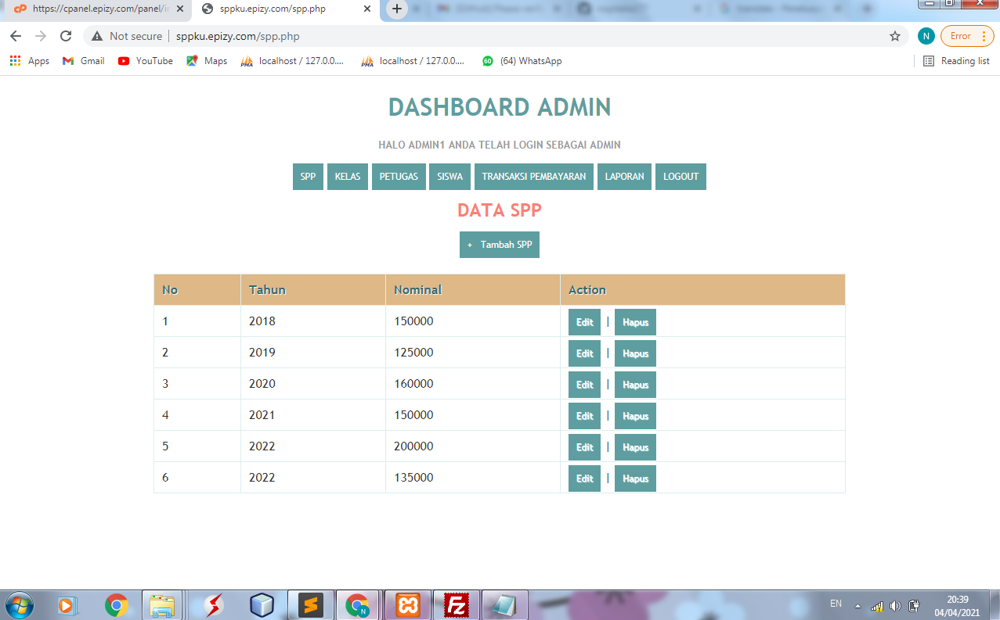 https://cpanel.epizy.com/panel/i
sppku.epizy.com/spp.php
Not secure sppku.epizy.com/spp.php
N
Error
Apps Gmail YouTube Maps localhost / 127.0.0.... localhost / 127.0.0.... (64) WhatsApp Reading list
DASHBOARD ADMIN
HALO ADMIN1 ANDA TELAH LOGIN SEBAGAI ADMIN
SPP KELAS PETUGAS SISWA TRANSAKSI PEMBAYARAN LAPORAN LOGOUT
DATA SPP
+ Tambah SPP
No Tahun Nominal Action
1 2018 150000 Edit | Hapus
2 2019 125000 Edit | Hapus
3 2020 160000 Edit | Hapus
4 2021 150000 Edit | Hapus
5 2022 200000 Edit | Hapus
6 2022 135000 Edit | Hapus
EN 20:39
04/04/2021